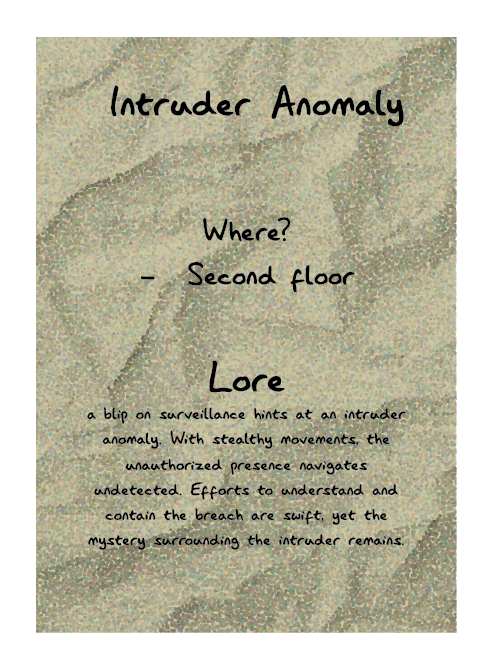 Intruder Anomaly
Where?
- Second floor
Lore
a blip on surveillance hints at an intruder
anomaly. With stealthy movements, the
unauthorized presence navigates
undetected. Efforts to understand and
contain the breach are swift, yet the
mystery surrounding the intruder remains.